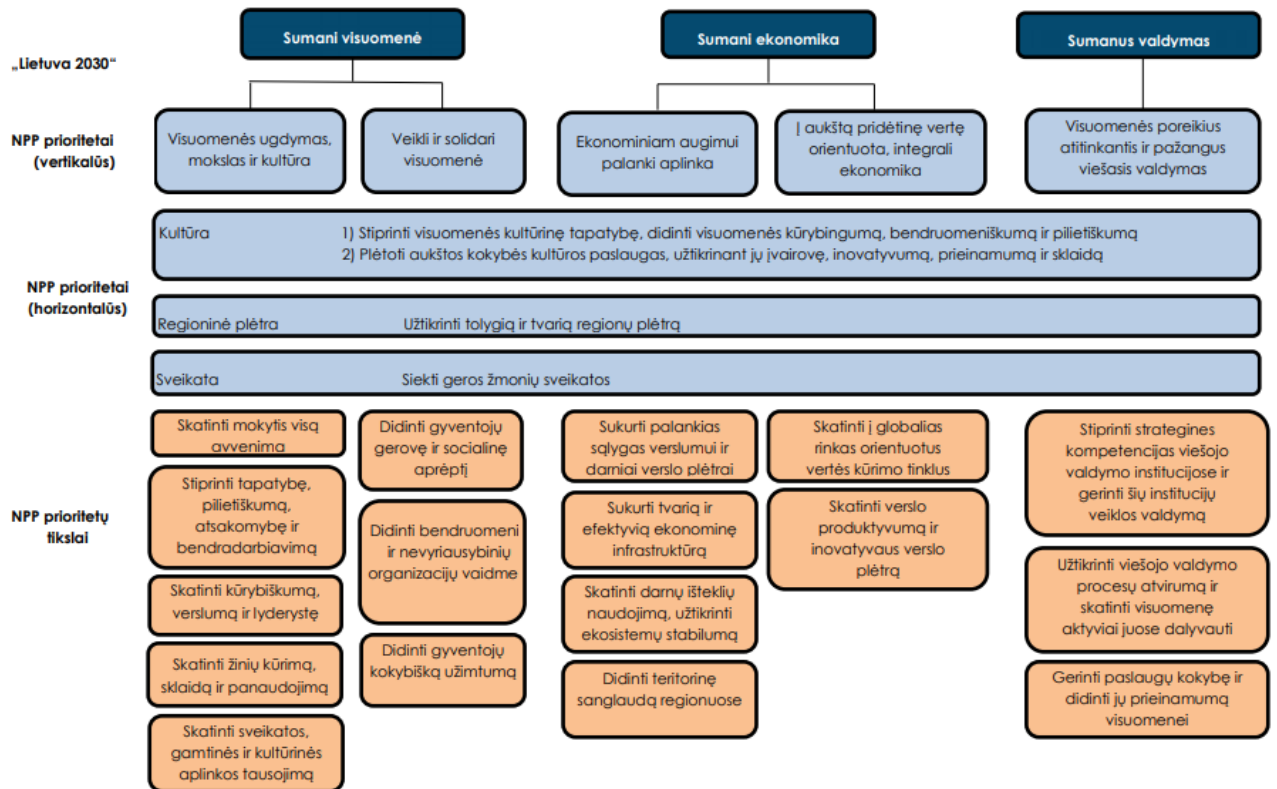 Sumani visuomenė
Sumani ekonomika
Sumanus valdymas
„Lietuva 2030“
NPP prioritetai
(vertikalūs)
Visuomenės ugdymas,
mokslas ir kultūra
Veikli ir solidari
visuomenė
Ekonominiam augimui
palanki aplinka
Į aukštą pridėtinę vertę
orientuota, integrali
ekonomika
Visuomenės poreikius
atitinkantis ir pažangus
viešasis valdymas
NPP prioritetai
(horizontalūs)
Kultūra
1) Stiprinti visuomenės kultūrinę tapatybę, didinti visuomenės kūrybingumą, bendruomeniškumą ir pilietiškumą
2) Plėtoti aukštos kokybės kultūros paslaugas, užtikrinant jų įvairovę, inovatyvumą, prieinamumą ir sklaidą
Regioninė plėtra Užtikrinti tolygią ir tvarią regionų plėtrą
Sveikata Siekti geros žmonių sveikatos
NPP prioritetų
tikslai
Skatinti mokytis visą
avvenima
Stiprinti tapatybę,
pilietiškumą,
atsakomybę ir
bendradarbiavimą
Skatinti kūrybiškumą,
verslumą ir lyderystę
Skatinti žinių kūrimą,
sklaidą ir panaudojimą
Skatinti sveikatos,
gamtinės ir kultūrinės
aplinkos tausojimą
Didinti gyventojų
gerovę ir socialinę
aprėptį
Didinti bendruomeni
ir nevyriausybinių
organizacijų vaidme
Didinti gyventojų
kokybišką užimtumą
Sukurti palankias
sąlygas verslumui ir
darniai verslo plėtrai
Sukurti tvarią ir
efektyvią ekonominę
infrastruktūrą
Skatinti darnų išteklių
naudojimą, užtikrinti
ekosistemų stabilumą
Didinti teritorinę
sanglaudą regionuose
Skatinti į globalias
rinkas orientuotus
vertės kūrimo tinklus
Skatinti verslo
produktyvumą ir
inovatyvaus verslo
plėtrą
Stiprinti strategines
kompetencijas viešojo
valdymo institucijose ir
gerinti šių institucijų
veiklos valdymą
Užtikrinti viešojo valdymo
procesų atvirumą ir
skatinti visuomenę
aktyviai juose dalyvauti
Gerinti paslaugų kokybę ir
didinti jų prieinamumą
visuomenei